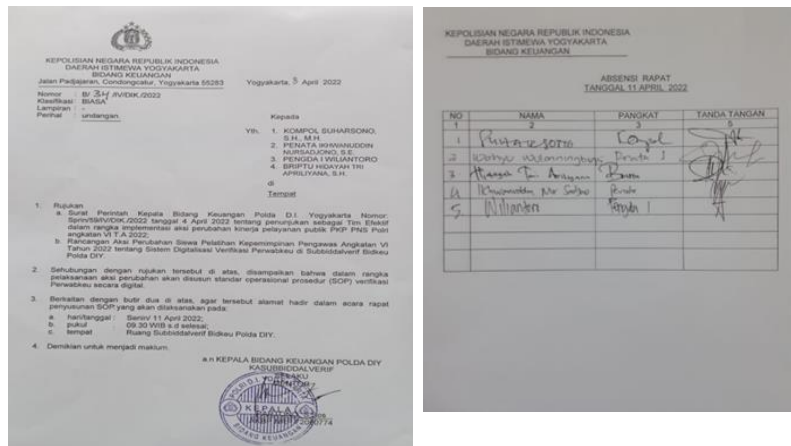 KEPOLISIAN NEGARA REPUBLIK INDONESIA
DAERAH ISTIMEWA YOGYAKARTA
BIDANG KEUANGAN
Jalan Padjajaran, Condongcatur, Yogyakarta 55283
Yogyakarta, 5 April 2022
Nomor : B/ 34 /IV/DIK./2022
Klasifikasi : BIASA
Lampiran : -
Perihal : undangan.
Kepada
Yth. 1. KOMPOL SUHARSONO,
S.H., M.H.
2. PENATA IKHWANUDDIN
NURSADJONO, S.E.
3. PENGDA I WILIANTORO
4. BRIPTU HIDAYAH TRI
APRILIYANA, S.H.
di
Tempat
1. Rujukan
a. Surat Perintah Kepala Bidang Keuangan Polda D.I. Yogyakarta Nomor:
tanggal 4 April 2022 tentang penunjukan sebagai Tim Efektif
dalam rangka implementasi aksi perubahan kinerja pelayanan publik PKP PNS Polri
angkatan VI T.A 2022;
b. Rancangan Aksi Perubahan Siswa Pelatihan Kepemimpinan Pengawas Angkatan VI
Tahun 2022 tentang Sistem Digitalisasi Verifikasi Perwabkeu di Subbiddalverif Bidkeu
Polda DIY.
2. Sehubungan dengan rujukan tersebut di atas, disampaikan bahwa dalam rangka
pelaksanaan aksi perubahan akan disusun standar operasional prosedur (SOP) verifikasi
Perwabkeu secara digital.
3. Berkaitan dengan butir dua di atas, agar tersebut alamat hadir dalam acara rapat
penyusunan SOP yang akan dilaksanakan pada:
a. hari/tanggal : Senin/ 11 April 2022;
b. pukul : 09.30 WIB s.d selesai;
c. tempat : Ruang Subbiddalverif Bidkeu Polda DIY.
4. Demikian untuk menjadi maklum.
a.n KEPALA BIDANG KEUANGAN POLDA DIY
KASUBBIDDALVERIF
SELAKU
MENTOR
KEPALA
BIDANG KEUANGAN
KEPOLISIAN NEGARA REPUBLIK INDONESIA
DAERAH ISTIMEWA YOGYAKARTA
BIDANG KEUANGAN
ABSENSI RAPAT
TANGGAL 11 APRIL 2022
NO NAMA PANGKAT TANDA TANGAN
1 2 3 5
1
2 Penata I
3
4 Penata
5 Wiliantoro Pengda I